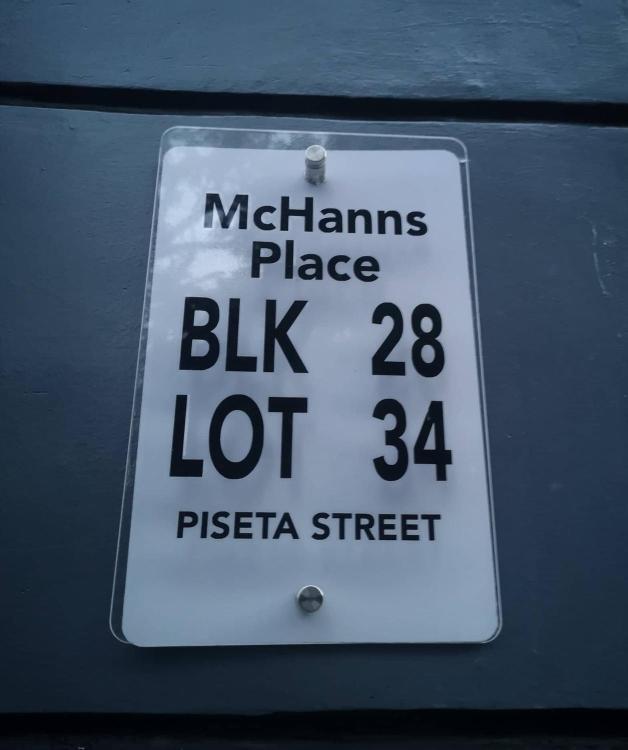 McHanns
Place
BLK 28
LOT 34
PISETA STREET